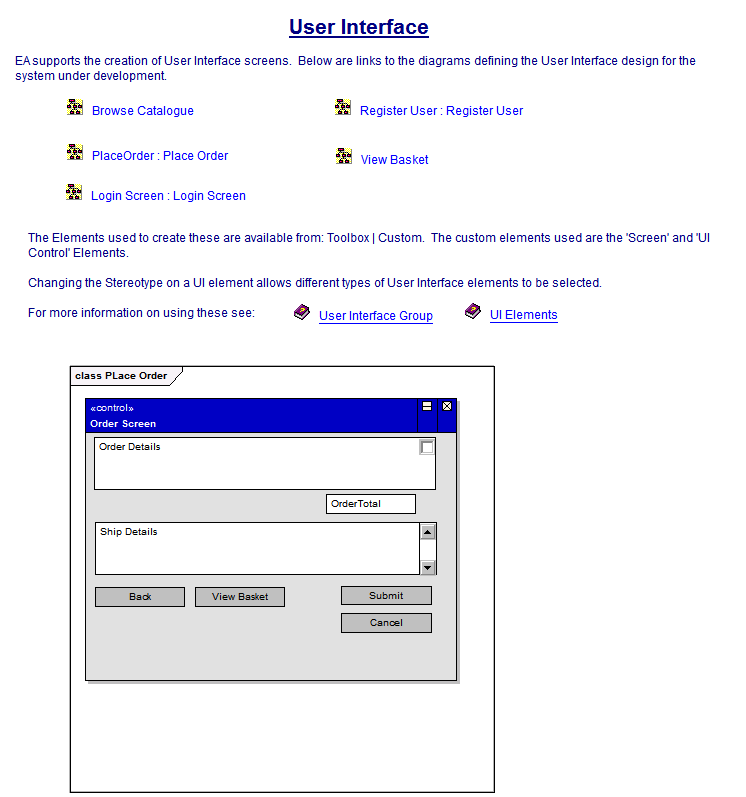 User Interface
EA supports the creation of User Interface screens. Below are links to the diagrams defining the User Interface design for the
system under development.
Browse Catalogue
Register User : Register User
PlaceOrder : Place Order
View Basket
Login Screen : Login Screen
The Elements used to create these are available from: Toolbox | Custom. The custom elements used are the 'Screen' and 'UI
Control' Elements.
Changing the Stereotype on a UI element allows different types of User Interface elements to be selected.
For more information on using these see:
User Interface Group
UI Elements
class PLace Order
«control»
Order Screen
Order Details
OrderTotal
Ship Details
Back
View Basket
Submit
Cancel